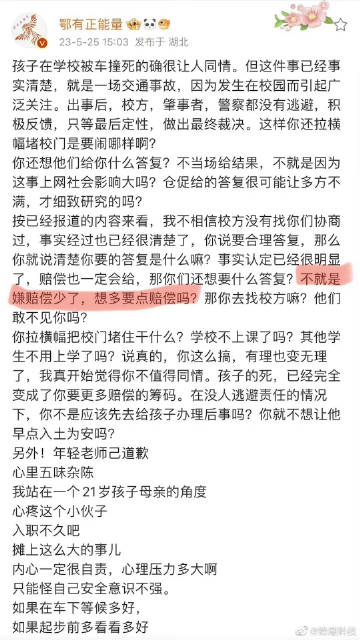 鄂有正能量
23-5-25 15:03 发布于 湖北
孩子在学校被车撞死的确很让人同情。但这件事已经事
实清楚，就是一场交通事故，因为发生在校园而引起广
泛关注。出事后，校方，肇事者，警察都没有逃避，积
极反馈，只等最后定性，做出最终裁决。这样你还拉横
幅堵校门是要闹哪样啊？
你还想他们给你什么答复？不当场给结果，不就是因为
这事上网社会影响大吗？仓促给的答复很可能让多方不
满，才细致研究的吗？
按已经报道的内容来看，我不相信校方没有找你们协商
过，事实经过也已经很清楚了，你说要合理答复，那么
你就说清楚你要的答复是什么嘛？事实认定已经很明显
了，赔偿也一定会给，那你们还想要什么答复？不就是
嫌赔偿少了，想多要点赔偿吗？那你去找校方嘛？他们
敢不见你吗？
你拉横幅把校门堵住干什么？学校不上课了吗？其他学
生不用上学了吗？说真的，你这么搞，有理也变无理
了，我真开始觉得你不值得同情。孩子的死，已经完全
变成了你要更多赔偿的筹码。在没人逃避责任的情况
下，你不是应该先去给孩子办理后事吗？你就不想让他
早点入土为安吗？
另外！年轻老师己道歉
心里五味杂陈
我站在一个21岁孩子母亲的角度
心疼这个小伙子
入职不久吧
摊上这么大的事儿
内心一定很自责，心理压力多大啊
只能怪自己安全意识不强。
如果在车下等候多好，
如果起步前多看看多好